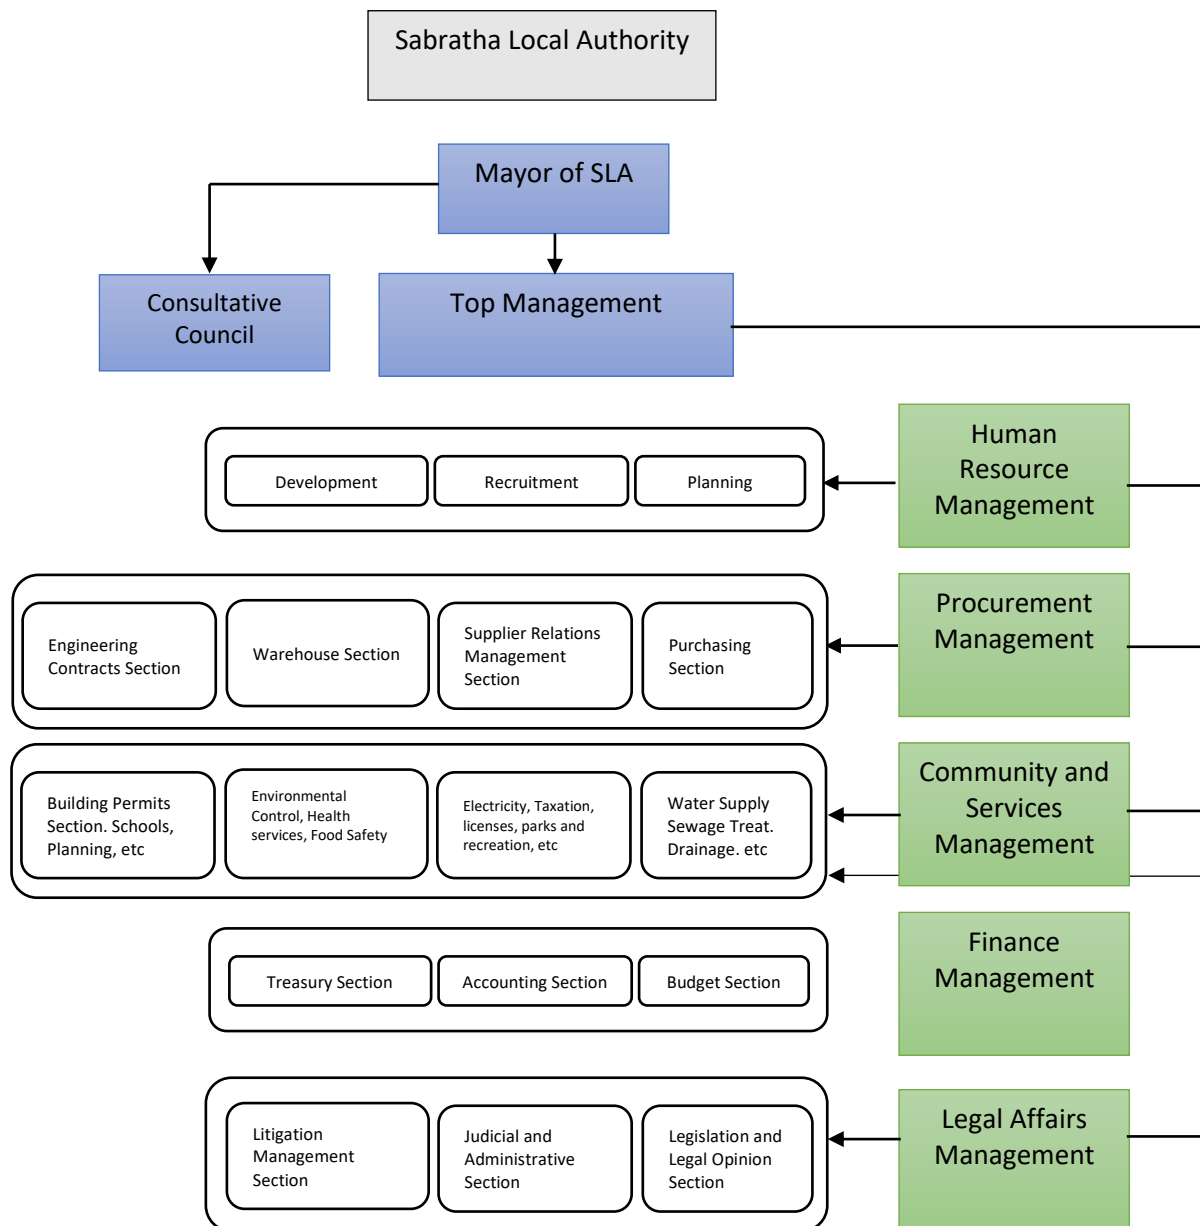 Sabratha Local Authority
Mayor of SLA
Consultative
Council
Top Management
Human
Resource
Management
Development
Recruitment
Planning
Procurement
Management
Engineering
Contracts Section
Warehouse Section
Supplier Relations
Management
Section
Purchasing
Section
Community and
Services
Management
Building Permits
Section. Schools,
Planning, etc
Environmental
Control, Health
services, Food Safety
Electricity, Taxation,
licenses, parks and
recreation, etc
Water Supply
Sewage Treat.
Drainage. etc
Finance
Management
Treasury Section
Accounting Section
Budget Section
Legal Affairs
Management
Litigation
Management
Section
Judicial and
Administrative
Section
Legislation and
Legal Opinion
Section